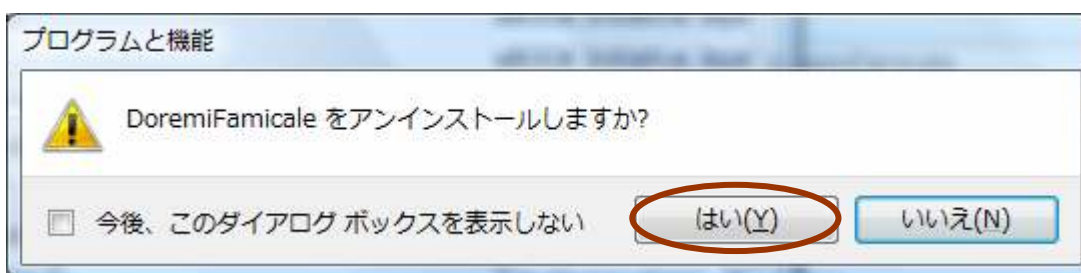 プログラムと機能
DoremiFamicale をアンインストールしますか?
今後、このダイアログ ボックスを表示しない
はい(Y)
いいえ(N)